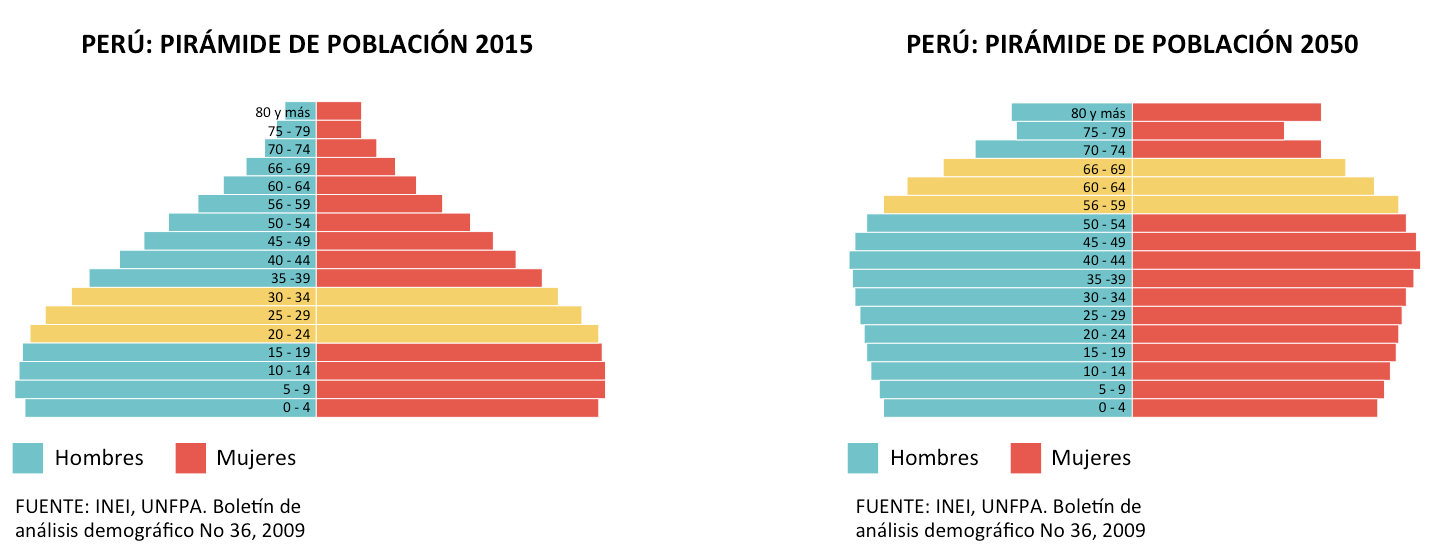 PERÚ: PIRÁMIDE DE POBLACIÓN 2015
80 y más
75 - 79
70 - 74
66 - 69
60 - 64
56 - 59
50 - 54
45 - 49
40 - 44
35 -39
30 - 34
25 - 29
20 - 24
15 - 19
10 - 14
5 - 9
0 - 4
Hombres
Mujeres
FUENTE: INEI, UNFPA. Boletín de
análisis demográfico No 36, 2009
PERÚ: PIRÁMIDE DE POBLACIÓN 2050
80 y más
75 - 79
70 - 74
66 - 69
60 - 64
56 - 59
50 - 54
45 - 49
40 - 44
35 -39
30 - 34
25 - 29
20 - 24
15 - 19
10 - 14
5 - 9
0 - 4
Hombres
Mujeres
FUENTE: INEI, UNFPA. Boletín de
análisis demográfico No 36, 2009